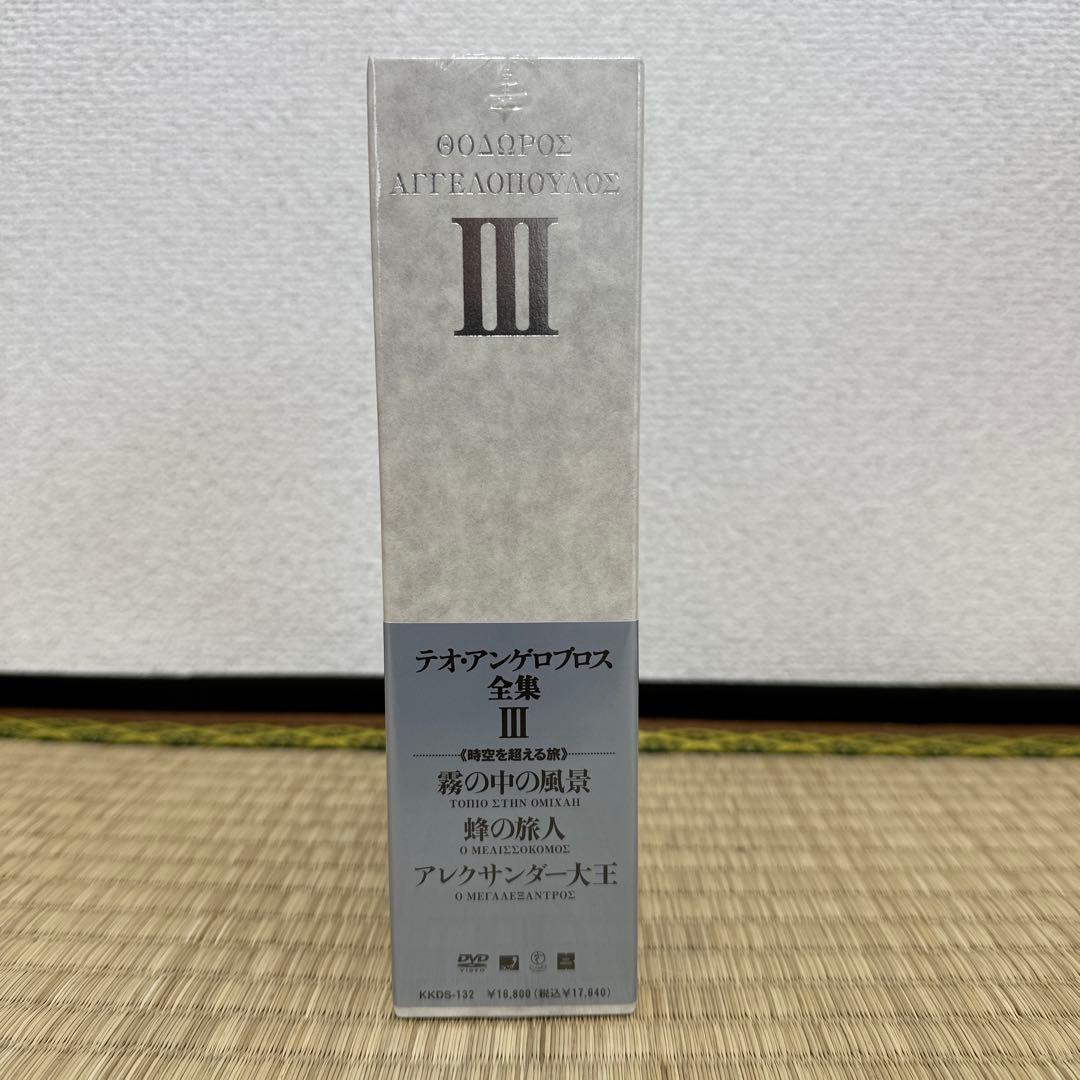 ΘΟΔΩΡΟΣ
ΑΓΓΕΛΟΠΟΥΛΟΣ
III
テオ・アンゲロプロス
全集
III
《時空を超える旅》
霧の中の風景
ΤΟΠΙΟ ΣΤΗΝ ΟΜΙΧΛΗ
蜂の旅人
Ο ΜΕΛΙΣΣΟΚΟΜΟΣ
アレクサンダー大王
Ο ΜΕΓΑΛΕΞΑΝΤΡΟΣ
DVD
VIDEO
KKDS-132 ¥16,800(税込¥17,640)